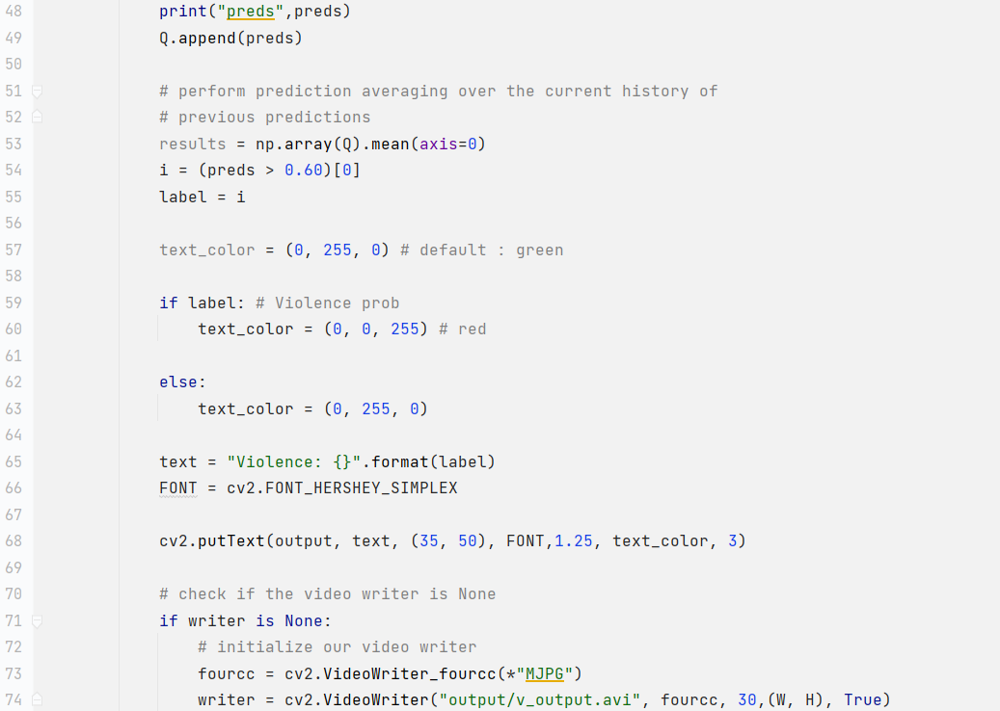 48 print("preds",preds)
49 Q.append(preds)
50
51 # perform prediction averaging over the current history of
52 # previous predictions
53 results = np.array(Q).mean(axis=0)
54 i = (preds > 0.60)[0]
55 label = i
56
57 text_color = (0, 255, 0) # default : green
58
59 if label: # Violence prob
60     text_color = (0, 0, 255) # red
61
62 else:
63     text_color = (0, 255, 0)
64
65 text = "Violence: {}".format(label)
66 FONT = cv2.FONT_HERSHEY_SIMPLEX
67
68 cv2.putText(output, text, (35, 50), FONT,1.25, text_color, 3)
69
70 # check if the video writer is None
71 if writer is None:
72     # initialize our video writer
73     fourcc = cv2.VideoWriter_fourcc(*"MJPG")
74     writer = cv2.VideoWriter("output/v_output.avi", fourcc, 30,(W, H), True)